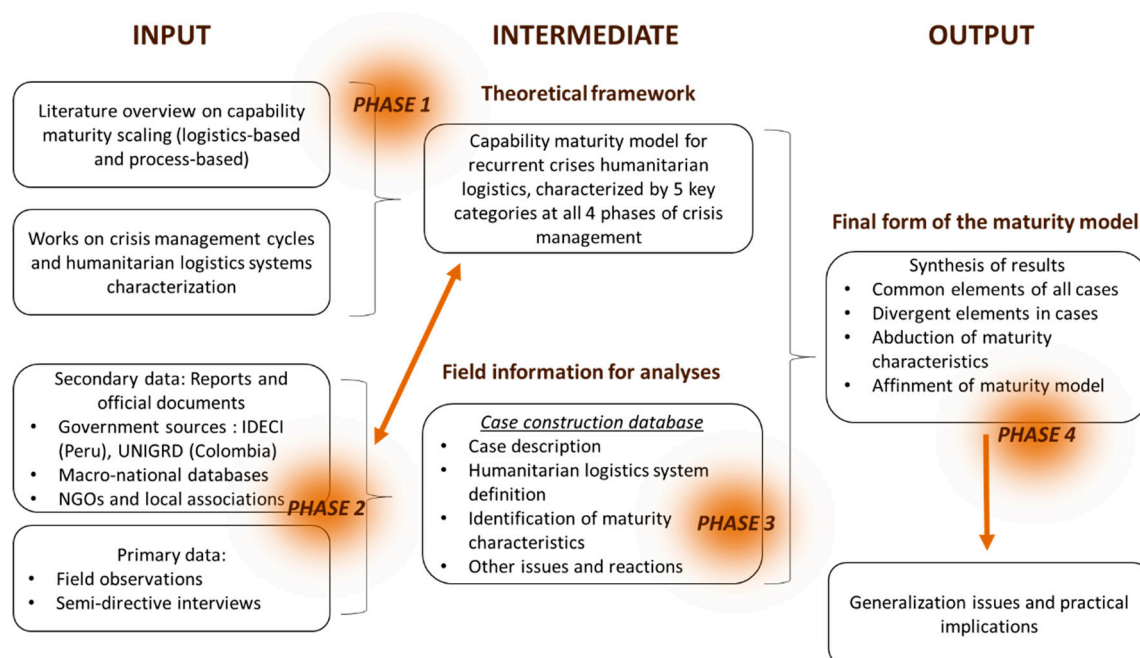 INPUT
INTERMEDIATE
OUTPUT
PHASE 1
Literature overview on capability
maturity scaling (logistics-based
and process-based)
Works on crisis management cycles
and humanitarian logistics systems
characterization
Theoretical framework
Capability maturity model for
recurrent crises humanitarian
logistics, characterized by 5 key
categories at all 4 phases of crisis
management
Secondary data: Reports and
official documents
• Government sources : IDECI
(Peru), UNIGRD (Colombia)
• Macro-national databases
• NGOs and local associations
PHASE 2
Primary data:
• Field observations
• Semi-directive interviews
Field information for analyses
Case construction database
• Case description
• Humanitarian logistics system
definition
• Identification of maturity
characteristics
• Other issues and reactions
PHASE 3
Final form of the maturity model
Synthesis of results
• Common elements of all cases
• Divergent elements in cases
• Abduction of maturity
characteristics
• Affinment of maturity model
PHASE 4
Generalization issues and practical
implications